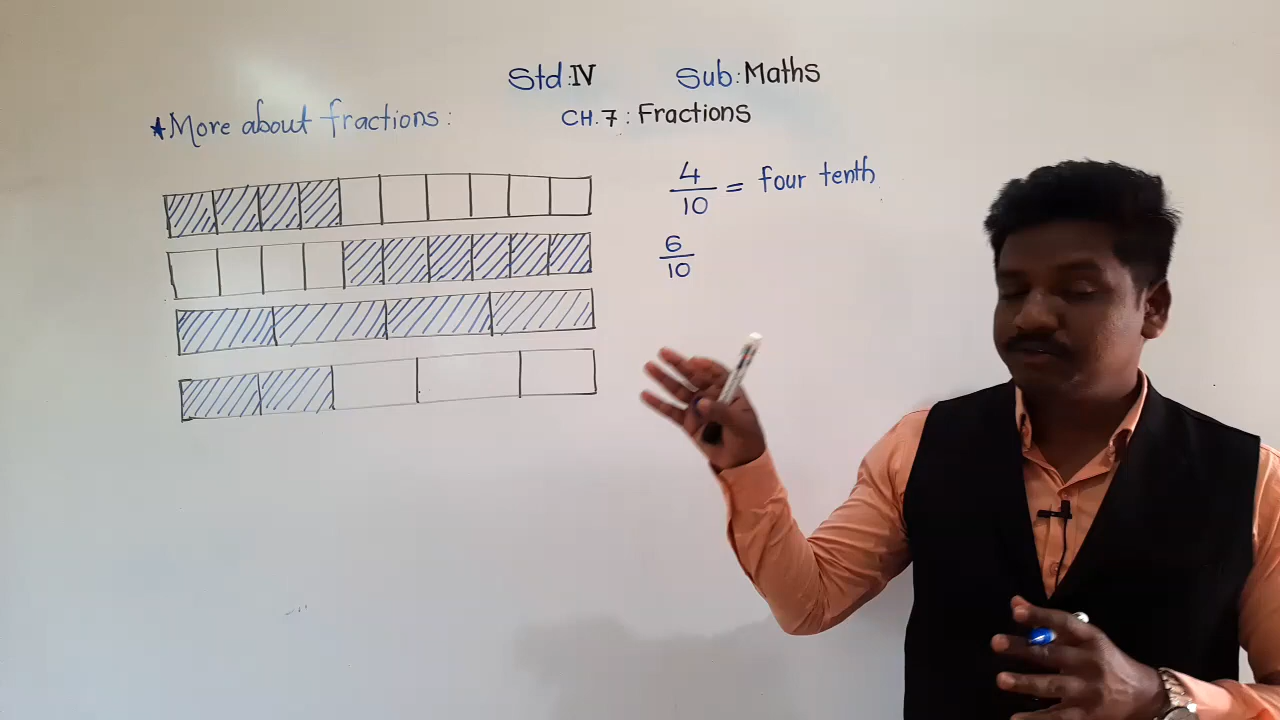 Std: IV Sub: Maths
★More about fractions: CH. 7: Fractions
4/10 = four tenth
6/10